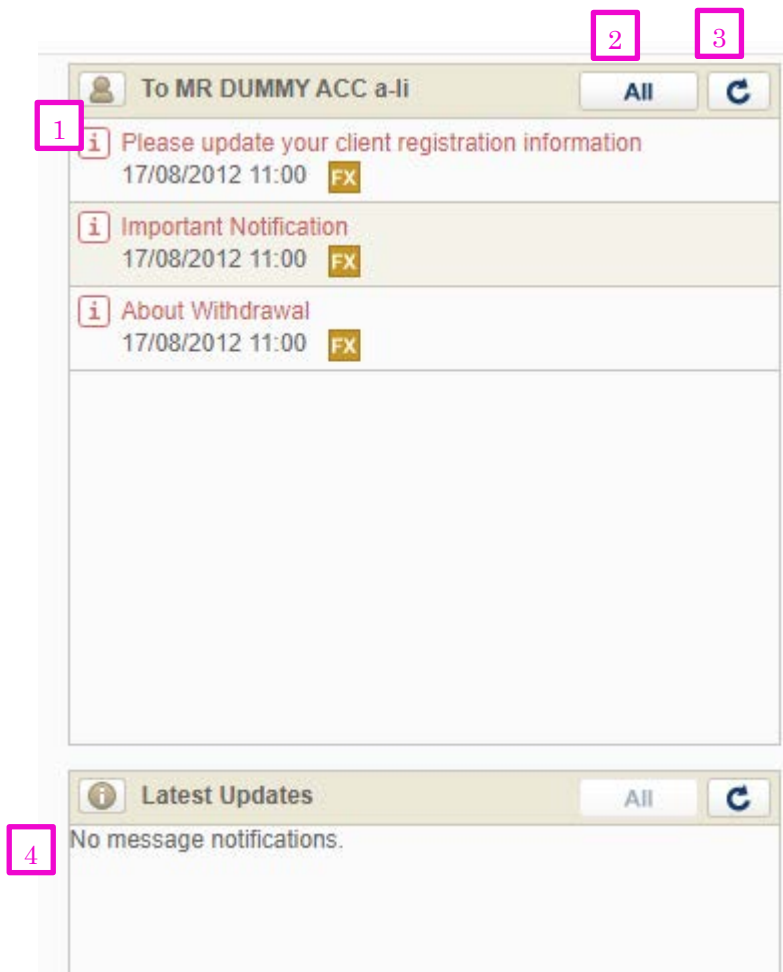 2
3
To MR DUMMY ACC a-li
All
1
i Please update your client registration information
17/08/2012 11:00 FX
i Important Notification
17/08/2012 11:00 FX
i About Withdrawal
17/08/2012 11:00 FX
i Latest Updates
All
4
No message notifications.